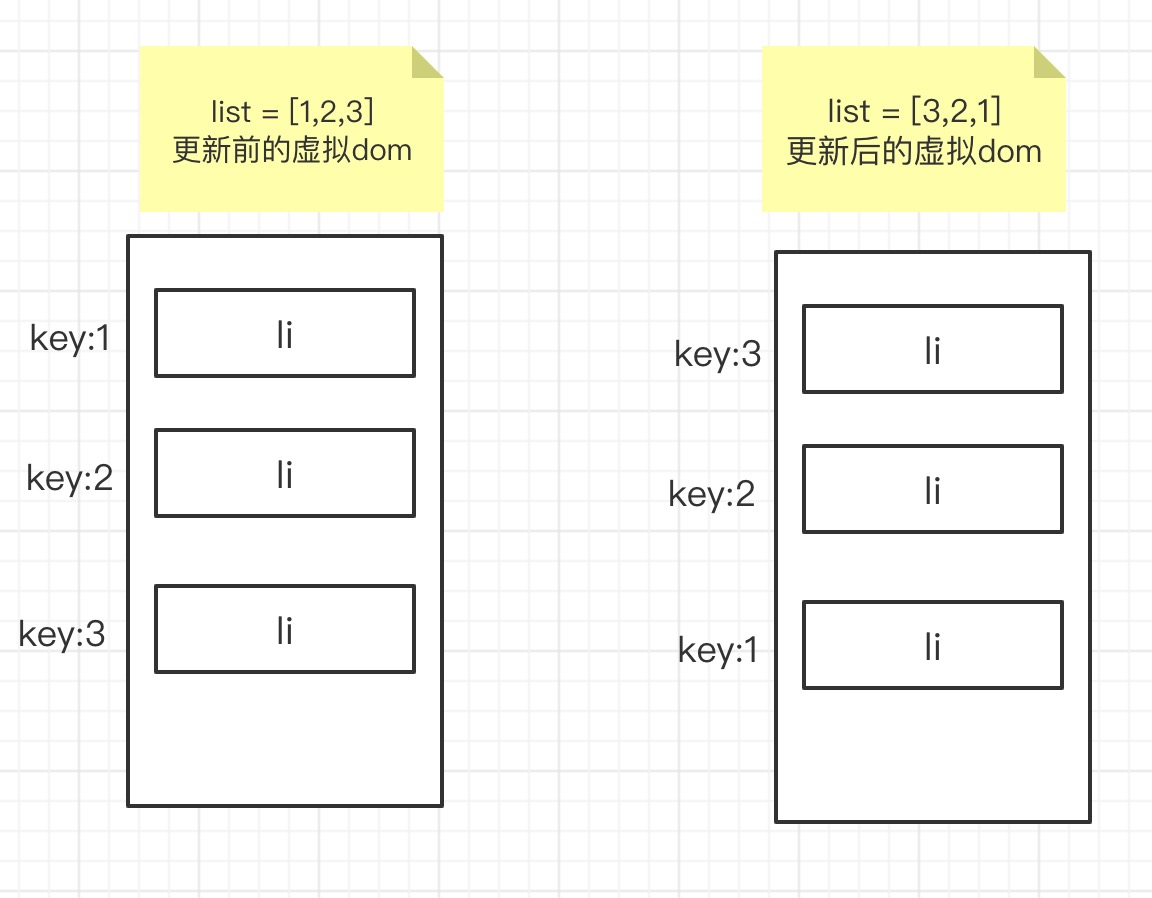 list = [1,2,3]
更新前的虚拟dom
key:1
li
key:2
li
key:3
li
list = [3,2,1]
更新后的虚拟dom
key:3
li
key:2
li
key:1
li